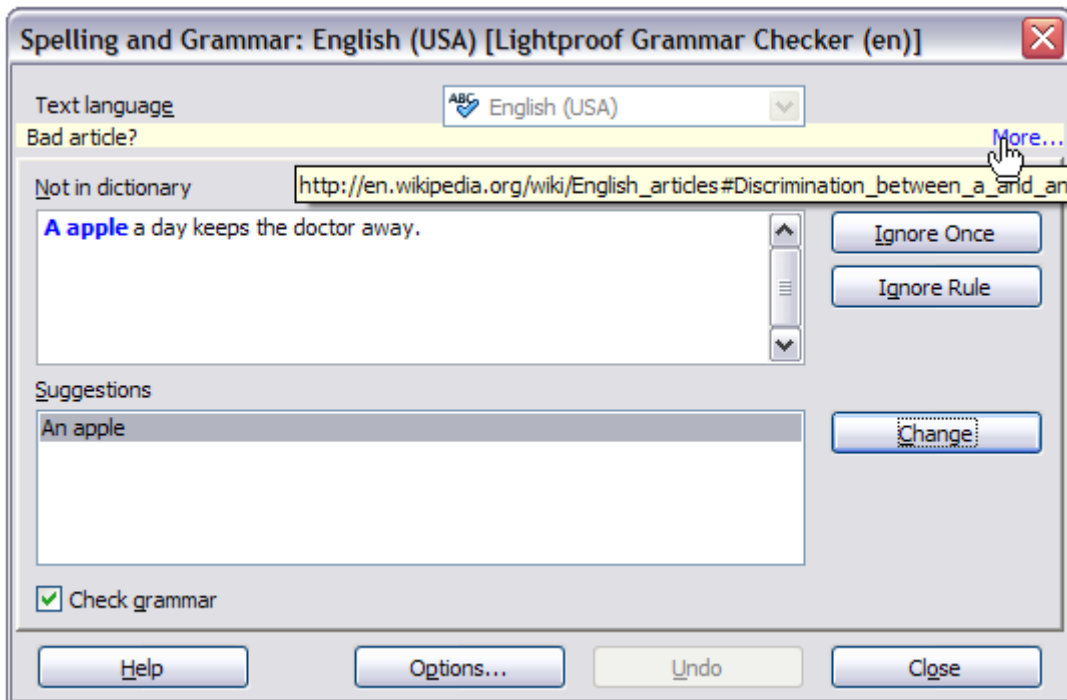 Spelling and Grammar: English (USA) [Lightproof Grammar Checker (en)]
Text language
ABC English (USA)
Bad article? More...
http://en.wikipedia.org/wiki/English_articles#Discrimination_between_a_and_an
Not in dictionary
A apple a day keeps the doctor away.
Ignore Once
Ignore Rule
Suggestions
An apple
Change
Check grammar
Help Options... Undo Close